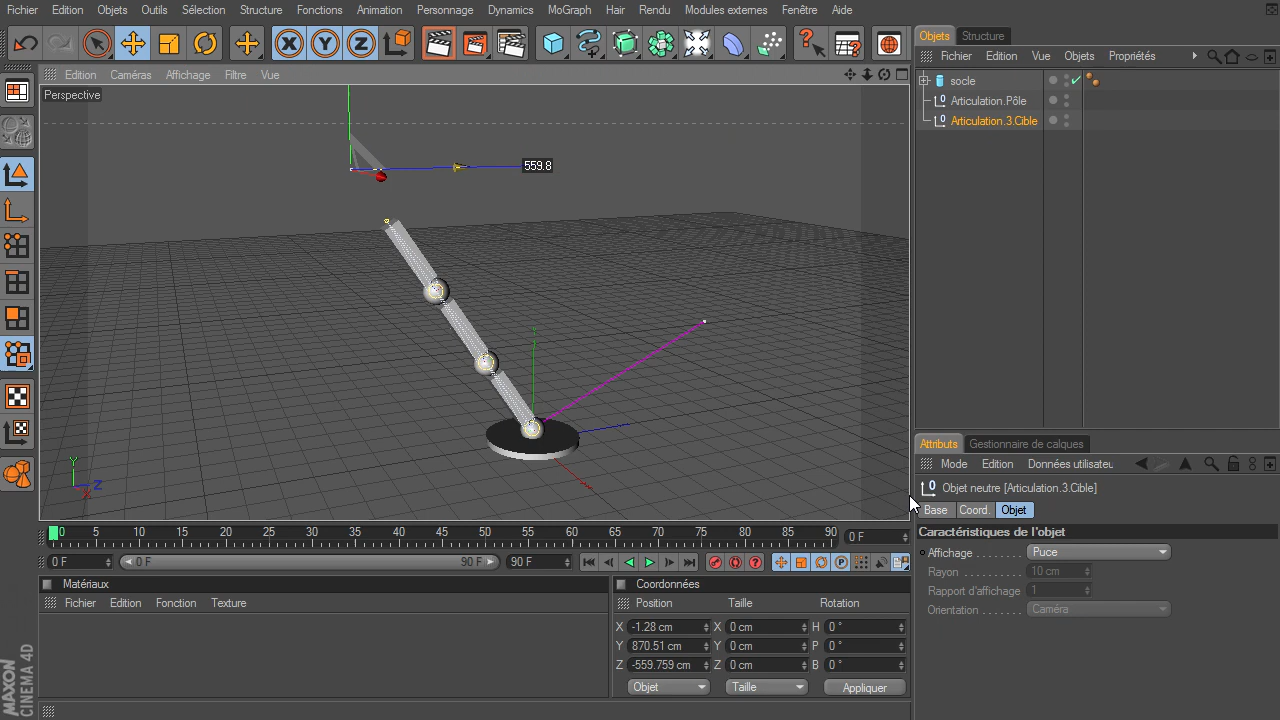 Fichier Edition Objets Outils Sélection Structure Fonctions Animation Personnage Dynamics MoGraph Hair Rendu Modules externes Fenêtre Aide
Objets Structure
Edition Caméras Affichage Filtre Vue
Fichier Edition Vue Objets Propriétés
Perspective
socle
Articulation.Pôle
Articulation.3.Cible
559.8
Y
Z
X
Attributs Gestionnaire de calques
Mode Edition Données utilisateu
Objet neutre [Articulation.3.Cible]
Base Coord. Objet
Caractéristiques de l'objet
Affichage Puce
Rayon 10 cm
Rapport d'affichage 1
Orientation Caméra
0 5 10 15 20 25 30 35 40 45 50 55 60 65 70 75 80 85 90 0 F
0 F 0 F 90 F 90 F
Matériaux
Fichier Edition Fonction Texture
Coordonnées
Position Taille Rotation
X -1.28 cm X 0 cm H 0 °
Y 870.51 cm Y 0 cm P 0 °
Z -559.759 cm Z 0 cm B 0 °
Objet Taille Appliquer
MAXON
CINEMA 4D